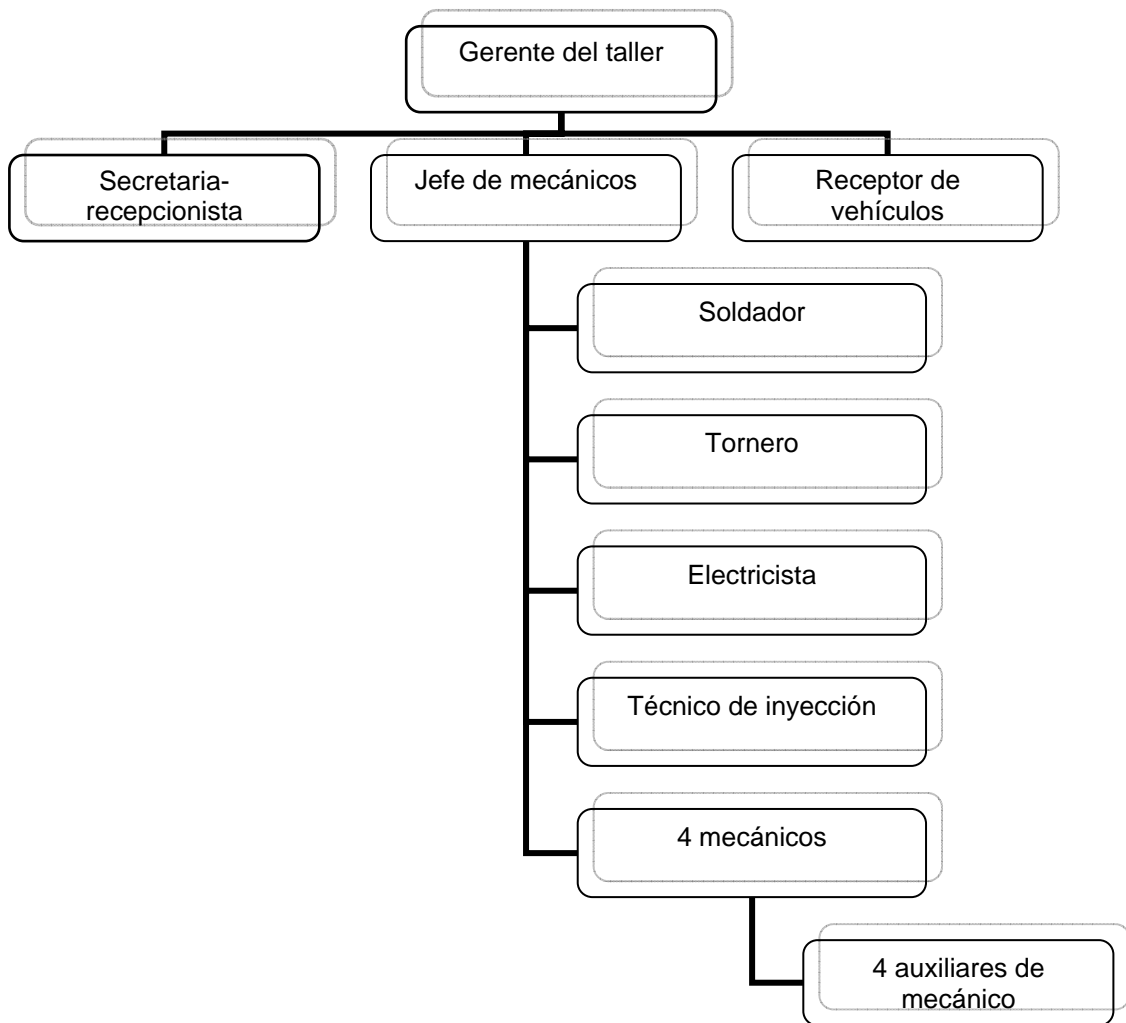 Gerente del taller
Secretaria-
recepcionista
Jefe de mecánicos
Receptor de
vehículos
Soldador
Tornero
Electricista
Técnico de inyección
4 mecánicos
4 auxiliares de
mecánico